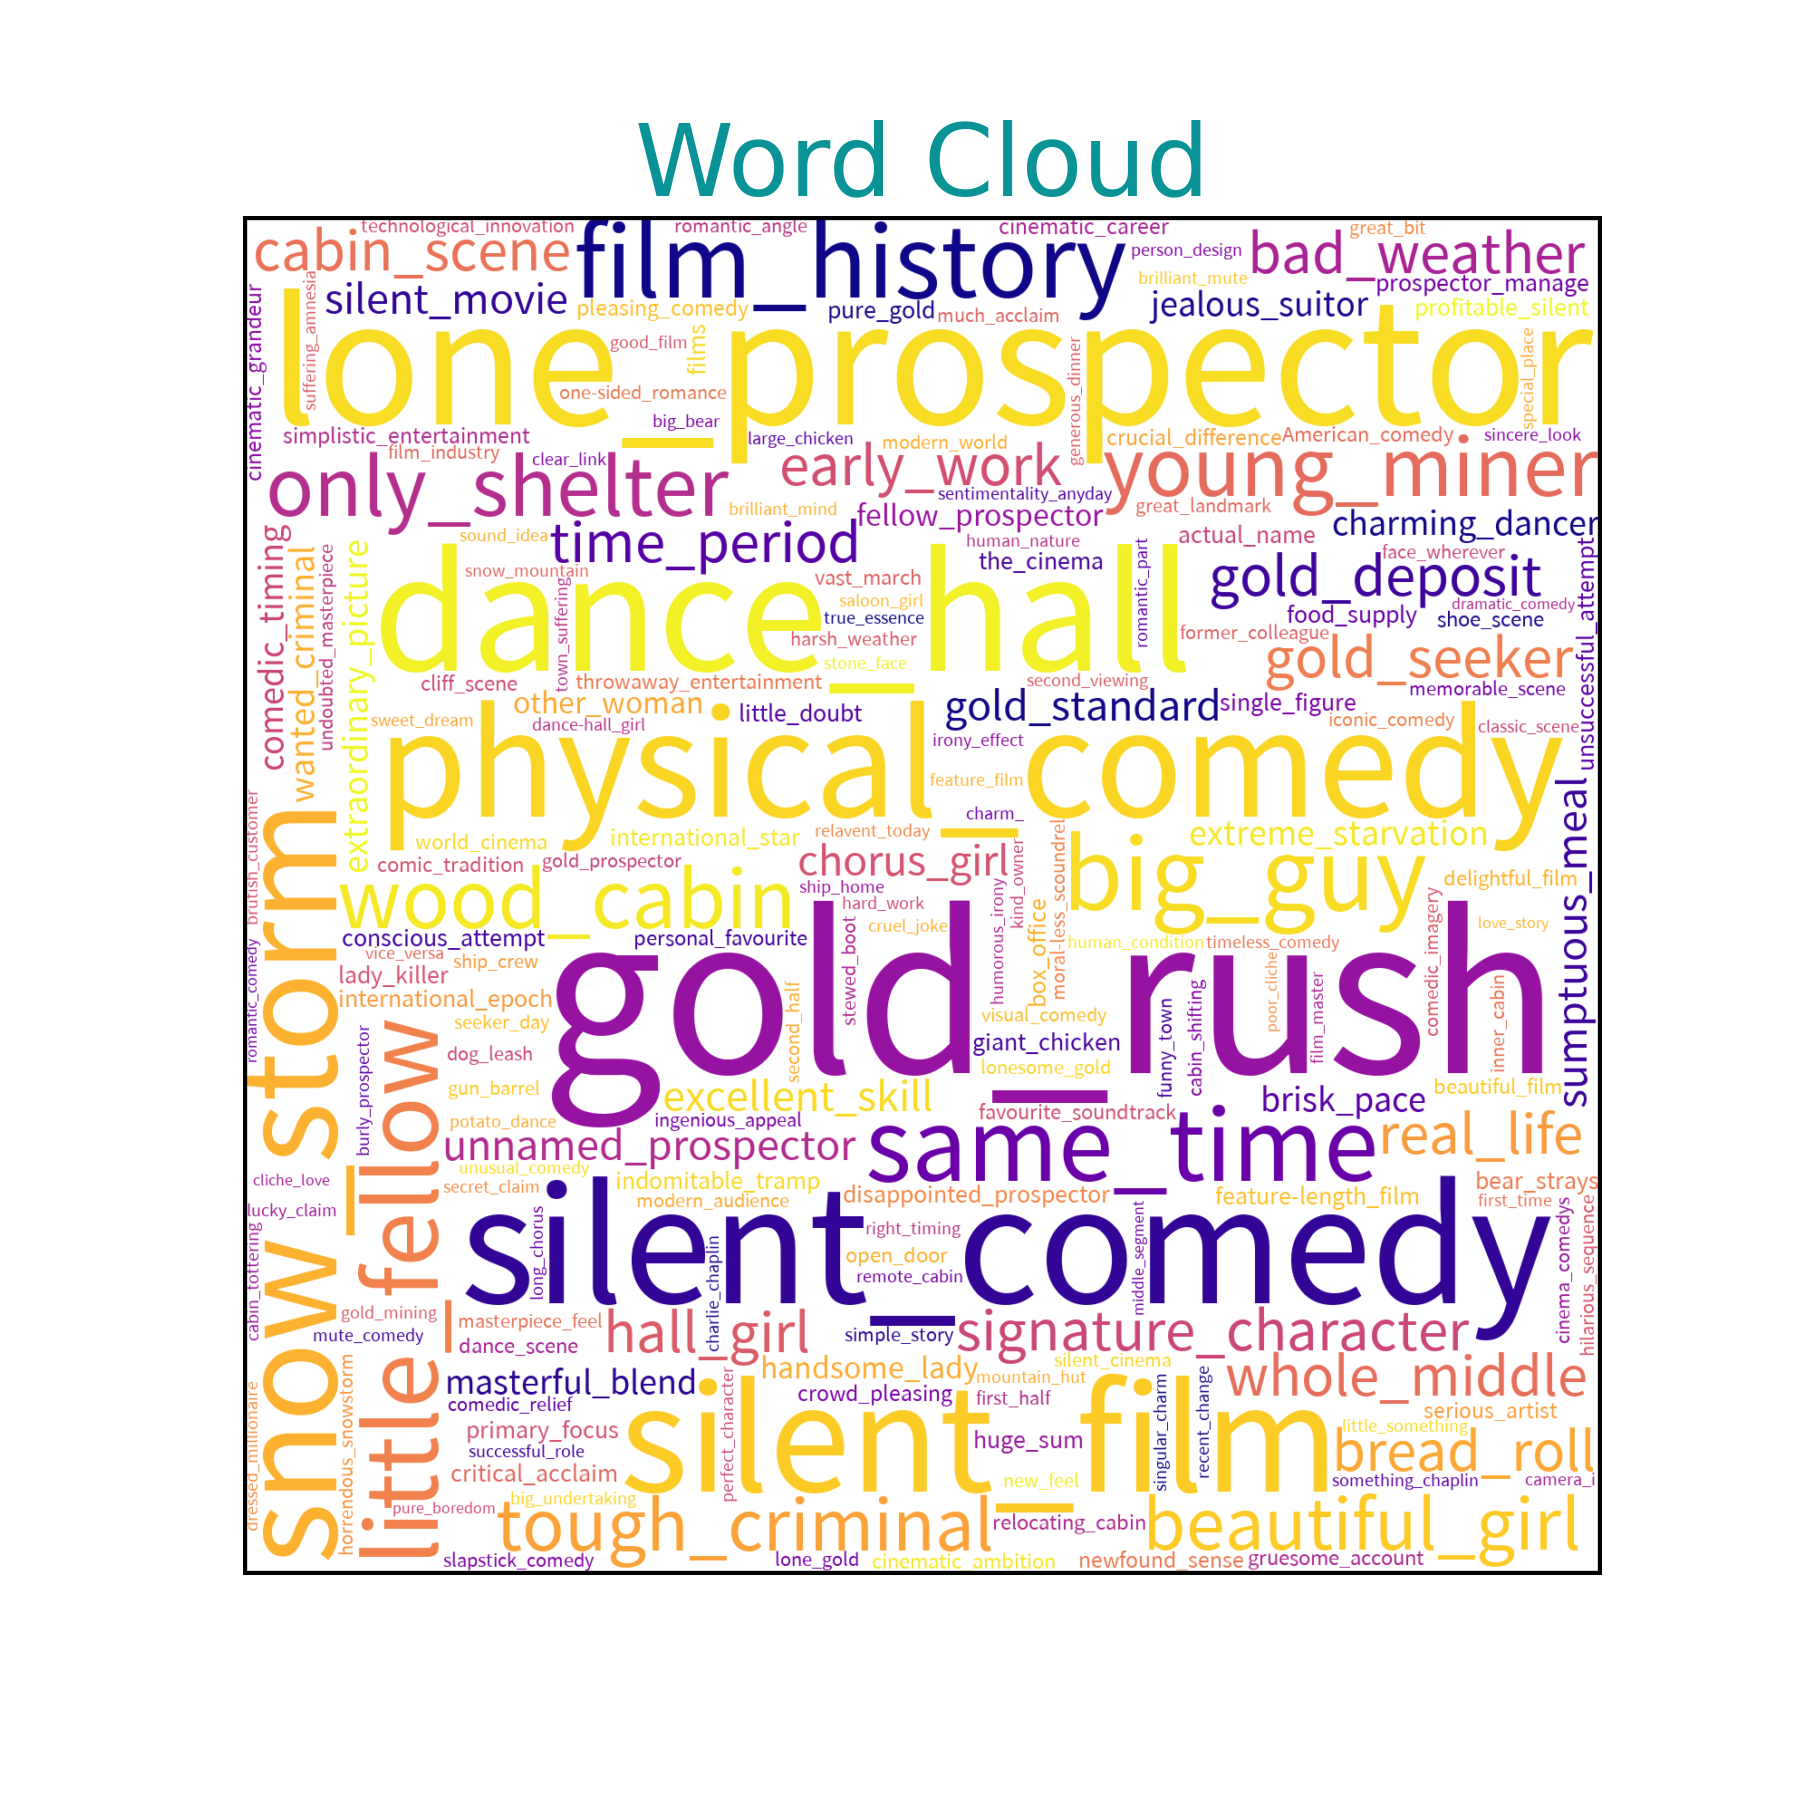 Word Cloud
technological_innovation
romantic_angle
cinematic_career
great_bit
cabin_scene
film_history
person_design
bad_weather
brilliant_mute
prospector_manage
silent_movie
pleasing_comedy
pure_gold
much_acclaim
jealous_suitor
profitable_silent
cinematic_grandeur
suffering_amnesia
lone_prospector
good_film
films
generous_dinner
special_place
one-sided_romance
big_bear
simplistic_entertainment
large_chicken
modern_world
crucial_difference
American_comedy
sincere_look
film_industry
clear_link
only_shelter
early_work
young_miner
sentimentality_anyday
brilliant_mind
fellow_prospector
great_landmark
charming_dancer
comedic_timing
wanted_criminal
undoubted_masterpiece
extraordinary_picture
sound_idea
time_period
human_nature
actual_name
face_wherever
the_cinema
romantic_part
gold_deposit
unsuccessful_attempt
snow_mountain
town_suffering
vast_march
dance_hall
saloon_girl
dramatic_comedy
true_essence
food_supply
shoe_scene
harsh_weather
former_colleague
stone_face
gold_seeker
cliff_scene
throwaway_entertainment
second_viewing
memorable_scene
other_woman
little_doubt
gold_standard
single_figure
sweet_dream
dance-hall_girl
iconic_comedy
classic_scene
irony_effect
physical_comedy
feature_film
sumptuous_meal
brutish_customer
snow_storm
charm_
world_cinema
international_star
relavent_today
extreme_starvation
moral-less_scoundrel
comic_tradition
gold_prospector
chorus_girl
kind_owner
big_guy
wood_cabin
ship_home
humorous_irony
delightful_film
hard_work
comedic_imagery
box_office
stewed_boot
cruel_joke
love_story
conscious_attempt
personal_favourite
human_condition
timeless_comedy
romantic_comedy
vice_versa
ship_crew
poor_cliche
lady_killer
gold_rush
second_half
film_master
inner_cabin
cabin_shifting
international_epoch
funny_town
seeker_day
visual_comedy
little_fellow
burly_prospector
dog_leash
giant_chicken
lonesome_gold
gun_barrel
excellent_skill
brisk_pace
beautiful_film
potato_dance
ingenious_appeal
favourite_soundtrack
unnamed_prospector
same_time
real_life
unusual_comedy
cliche_love
secret_claim
indomitable_tramp
modern_audience
disappointed_prospector
feature-length_film
bear_strays
first_time
lucky_claim
silent_comedy
long_chorus
right_timing
middle_segment
cinema_comedys
hilarious_sequence
cabin_tottering
charlie_chaplin
open_door
remote_cabin
gold_mining
masterpiece_feel
mute_comedy
dance_scene
hall_girl
simple_story
signature_character
handsome_lady
silent_cinema
mountain_hut
whole_middle
horrendous_snowstorm
dressed_millionaire
masterful_blend
perfect_character
singular_charm
recent_change
comedic_relief
crowd_pleasing
first_half
silent_film
serious_artist
primary_focus
little_something
huge_sum
successful_role
bread_roll
critical_acclaim
new_feel
something_chaplin
camera_i
big_undertaking
pure_boredom
tough_criminal
relocating_cabin
beautiful_girl
slapstick_comedy
lone_gold
cinematic_ambition
newfound_sense
gruesome_account